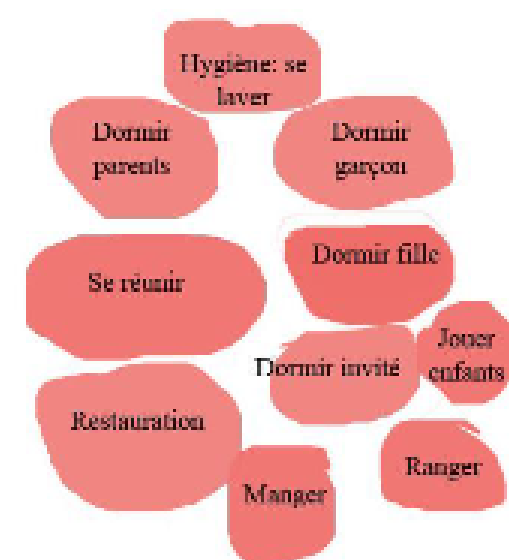 Hygiène: se
laver
Dormir
parents
Dormir
garçon
Se réunir
Dormir fille
Dormir invité
Jouer
enfants
Restauration
Manger
Ranger